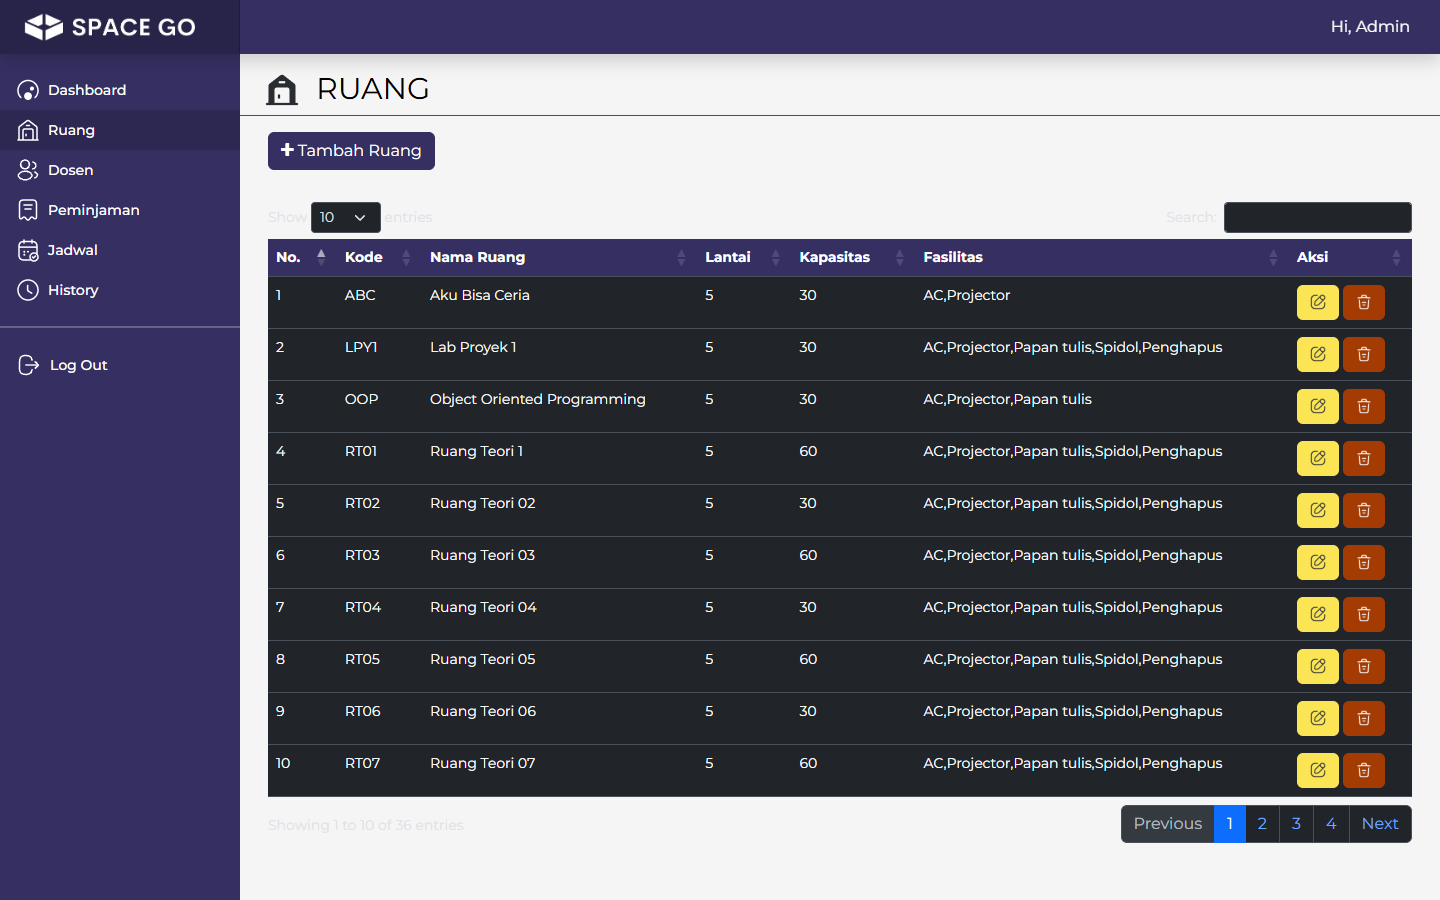 SPACE GO
Hi, Admin
Dashboard
Ruang
Dosen
Peminjaman
Jadwal
History
Log Out
RUANG
Tambah Ruang
Show 10 entries
Search:
No. Kode Nama Ruang Lantai Kapasitas Fasilitas Aksi
1 ABC Aku Bisa Ceria 5 30 AC,Projector
2 LPY1 Lab Proyek 1 5 30 AC,Projector,Papan tulis,Spidol,Penghapus
3 OOP Object Oriented Programming 5 30 AC,Projector,Papan tulis
4 RT01 Ruang Teori 1 5 60 AC,Projector,Papan tulis,Spidol,Penghapus
5 RT02 Ruang Teori 02 5 30 AC,Projector,Papan tulis,Spidol,Penghapus
6 RT03 Ruang Teori 03 5 60 AC,Projector,Papan tulis,Spidol,Penghapus
7 RT04 Ruang Teori 04 5 30 AC,Projector,Papan tulis,Spidol,Penghapus
8 RT05 Ruang Teori 05 5 60 AC,Projector,Papan tulis,Spidol,Penghapus
9 RT06 Ruang Teori 06 5 30 AC,Projector,Papan tulis,Spidol,Penghapus
10 RT07 Ruang Teori 07 5 60 AC,Projector,Papan tulis,Spidol,Penghapus
Showing 1 to 10 of 36 entries
Previous 1 2 3 4 Next